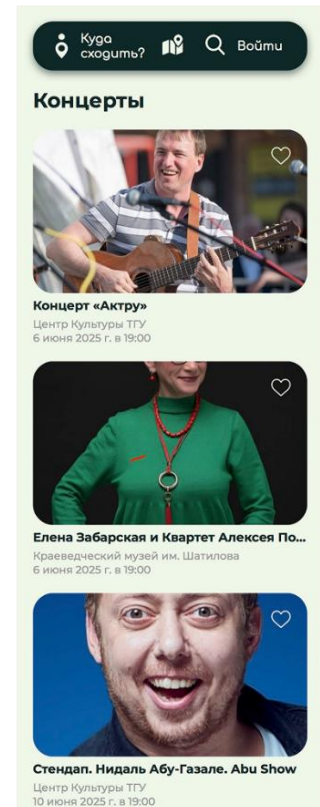 Куда
сходить?
Войти
Концерты
Концерт «Актру»
Центр Культуры ТГУ
6 июня 2025 г. в 19:00
Елена Забарская и Квартет Алексея По...
Краеведческий музей им. Шатилова
6 июня 2025 г. в 19:00
Стендап. Нидаль Абу-Газале. Abu Show
Центр Культуры ТГУ
10 июня 2025 г. в 19:00